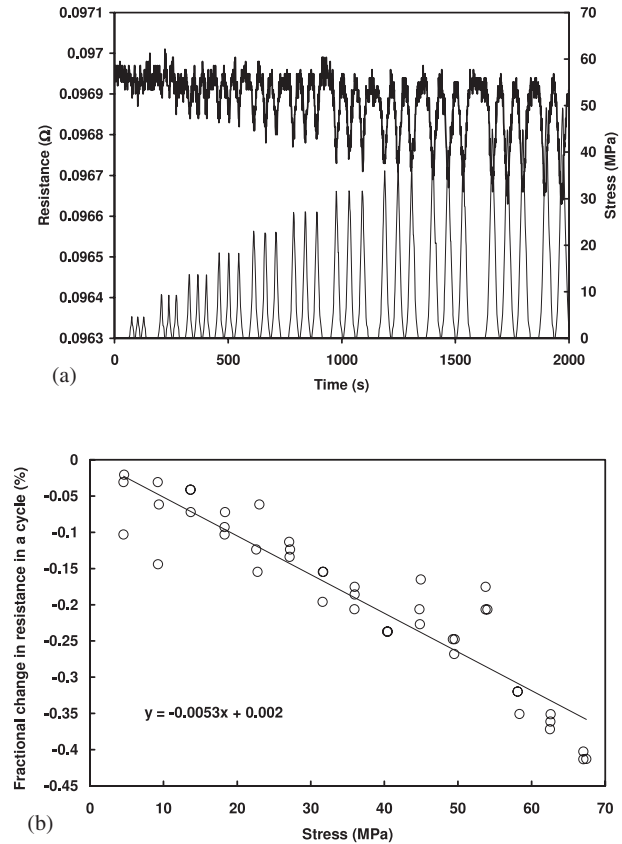 0.0971
0.097
0.0969
0.0968
0.0967
0.0966
0.0965
0.0964
0.0963
Resistance (Ω)
70
60
50
40
30
20
10
0
Stress (MPa)
0 500 1000 1500 2000
Time (s)
(a)
0
-0.05
-0.1
-0.15
-0.2
-0.25
-0.3
-0.35
-0.4
-0.45
Fractional change in resistance in a cycle (%)
y = -0.0053x + 0.002
0 10 20 30 40 50 60 70
Stress (MPa)
(b)